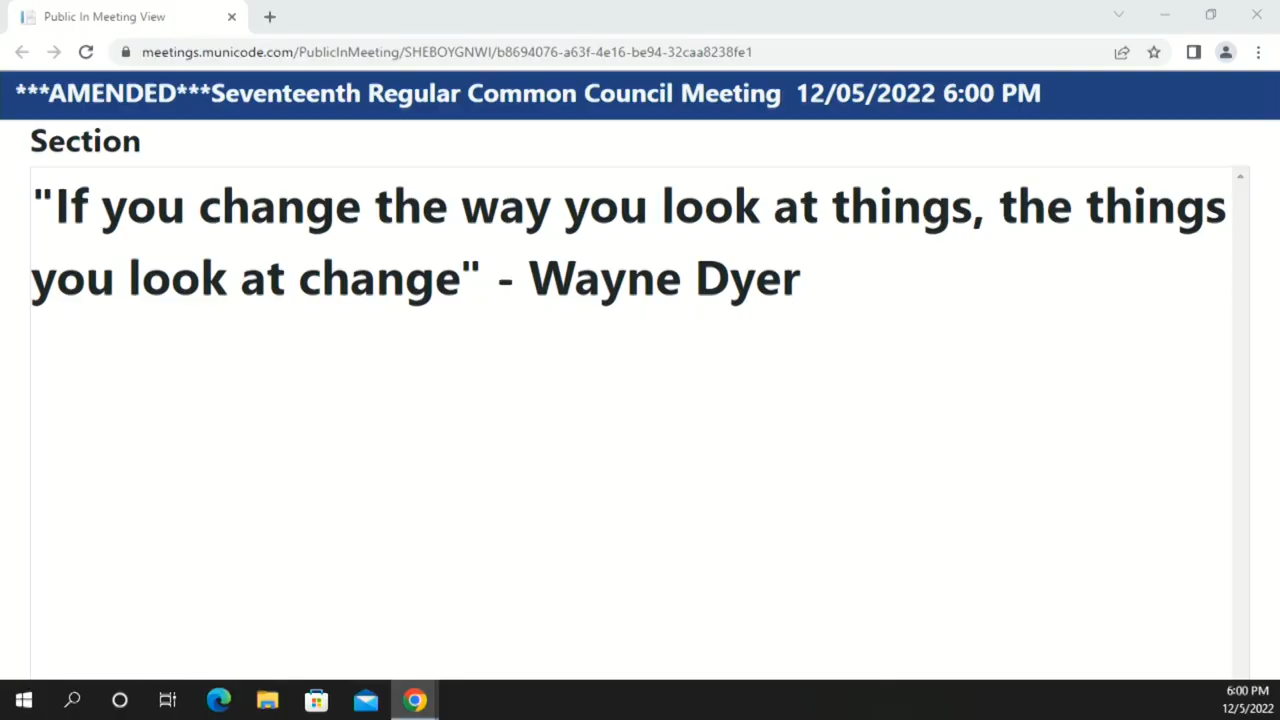 Public In Meeting View
meetings.municode.com/PublicInMeeting/SHEBOYGNWI/b8694076-a63f-4e16-be94-32caa8238fe1
***AMENDED***Seventeenth Regular Common Council Meeting 12/05/2022 6:00 PM
Section
"If you change the way you look at things, the things
you look at change" - Wayne Dyer
6:00 PM
12/5/2022